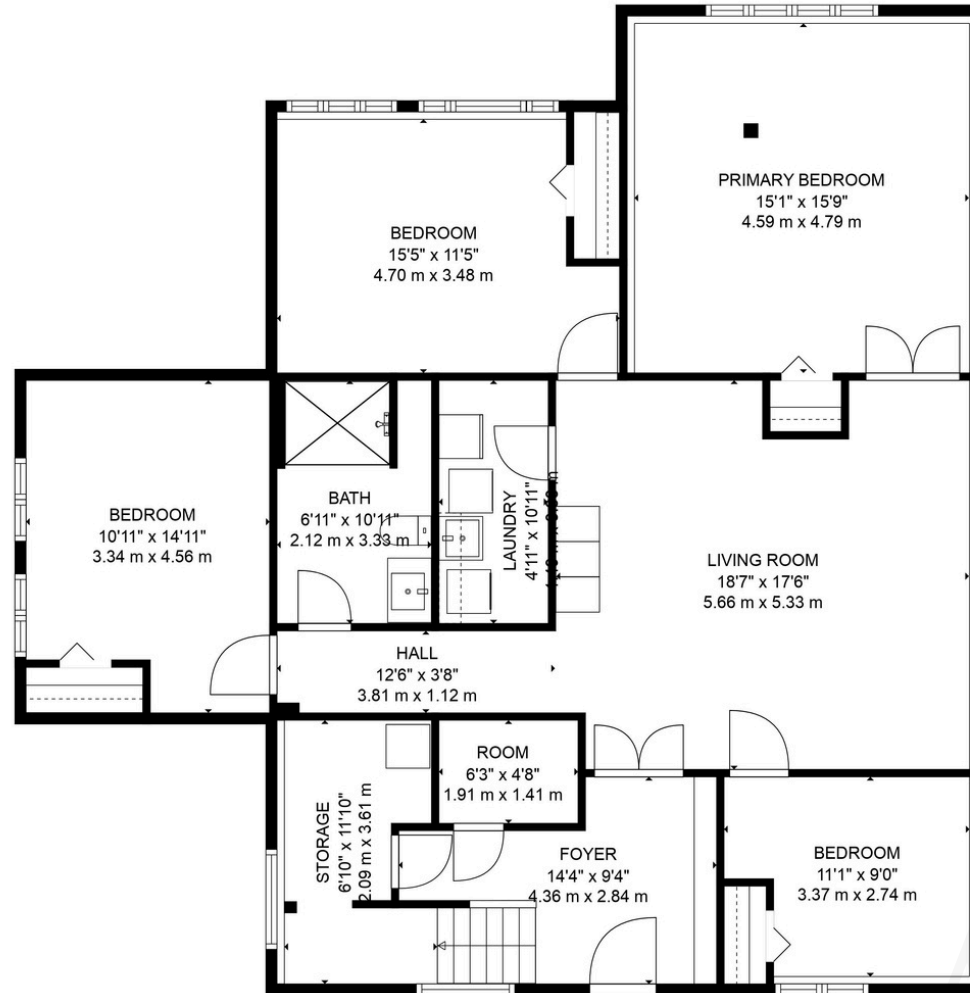 PRIMARY BEDROOM
15'1" x 15'9"
4.59 m x 4.79 m
BEDROOM
15'5" x 11'5"
4.70 m x 3.48 m
BEDROOM
10'11" x 14'11"
3.34 m x 4.56 m
BATH
6'11" x 10'11"
2.12 m x 3.33 m
LAUNDRY
4'11" x 10'11"
LIVING ROOM
18'7" x 17'6"
5.66 m x 5.33 m
HALL
12'6" x 3'8"
3.81 m x 1.12 m
ROOM
6'3" x 4'8"
1.91 m x 1.41 m
STORAGE
6'10" x 11'10"
2.09 m x 3.61 m
FOYER
14'4" x 9'4"
4.36 m x 2.84 m
BEDROOM
11'1" x 9'0"
3.37 m x 2.74 m